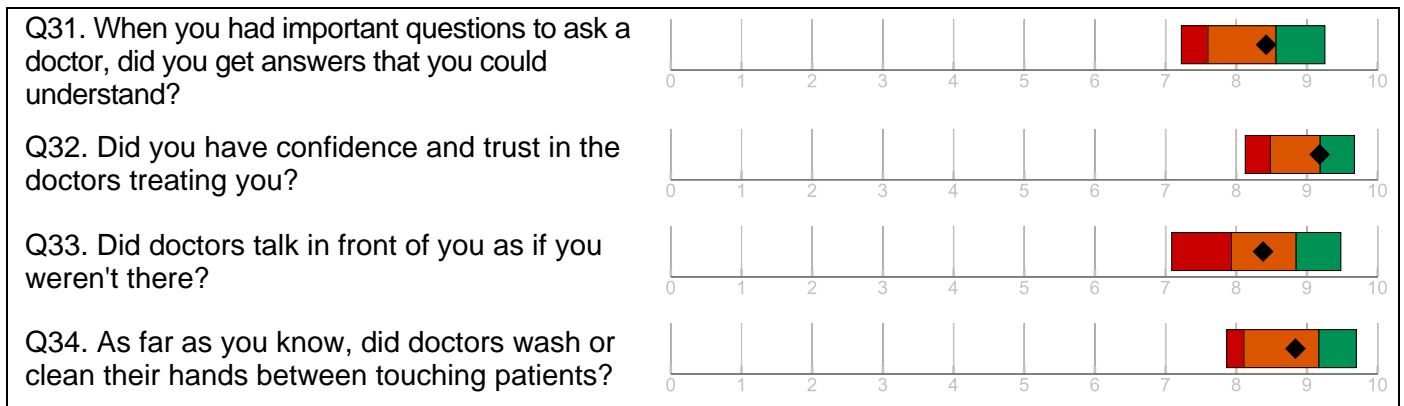 Q31. When you had important questions to ask a
doctor, did you get answers that you could
understand?
0 1 2 3 4 5 6 7 8 9 10
Q32. Did you have confidence and trust in the
doctors treating you?
0 1 2 3 4 5 6 7 8 9 10
Q33. Did doctors talk in front of you as if you
weren't there?
0 1 2 3 4 5 6 7 8 9 10
Q34. As far as you know, did doctors wash or
clean their hands between touching patients?
0 1 2 3 4 5 6 7 8 9 10